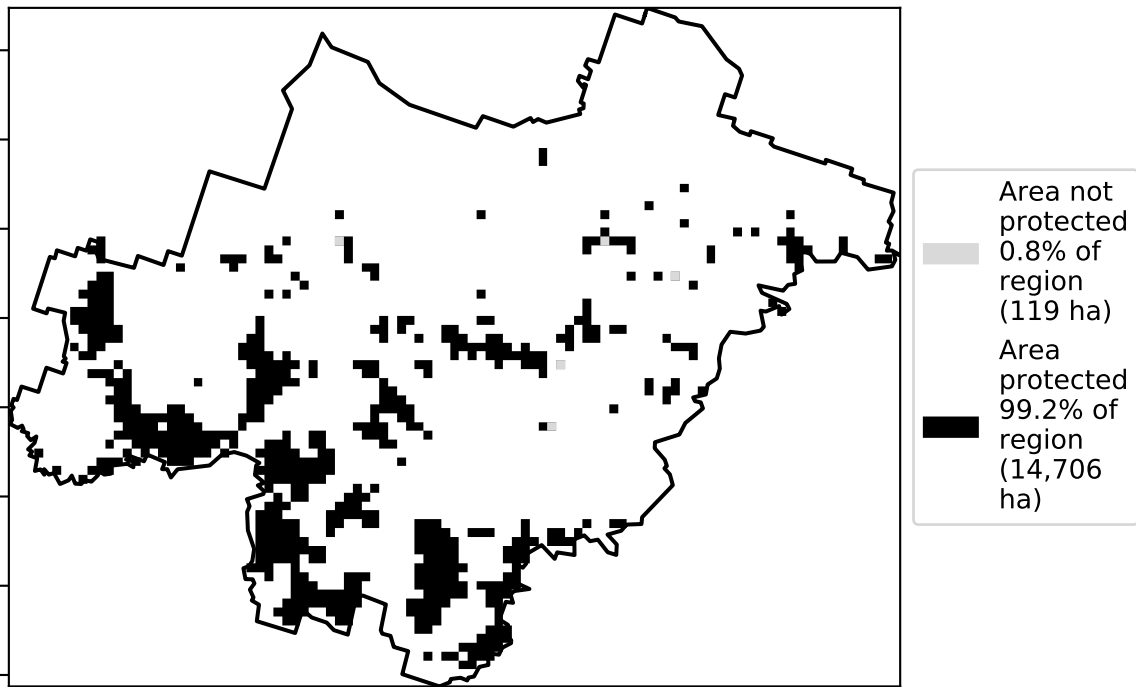 Area not
protected
0.8% of
region
(119 ha)
Area
protected
99.2% of
region
(14,706
ha)